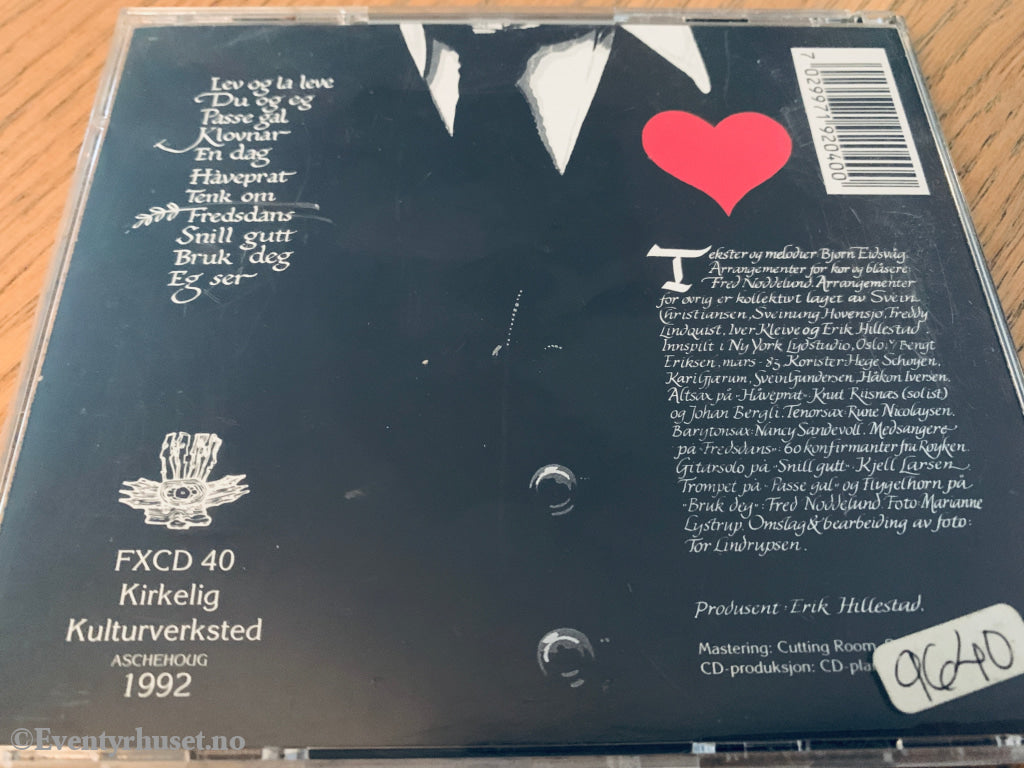 Lev og la leve
Du og eg
Passe gal
Klovnar
En dag
Håveprat
Tenk om
Fredsdans
Snill gutt
Bruk deg
Eg ser
7029971920400
Tekster og melodier Bjørn Eidsvåg.
Arrangementer for kor og blåsere:
Fred Nøddelund. Arrangementer
for øvrig er kollektivt laget av Svein
Christiansen, Sveinung Hovensjø, Freddy
Lindquist, Iver Kleive og Erik Hillestad.
Innspilt i Ny York Lydstudio, Oslo v/ Bengt
Eriksen, mars - 83. Korister: Hege Schøyen,
Kari Gjærum, Svein Gundersen, Håkon Iversen.
Altsax på «Håveprat»: Knut Riisnæs (solist)
og Johan Bergli. Tenorsax: Rune Nicolaysen.
Barytonsax: Nancy Sandevoll. Medsangere
på «Fredsdans»: 60 konfirmanter fra Røyken.
Gitarsolo på «Snill gutt»: Kjell Larsen.
Trompet på «Passe gal» og Flygelhorn på
«Bruk deg»: Fred Nøddelund. Foto: Marianne
Lystrup. Omslag & bearbeiding av foto:
Tor Lindrupsen.
Produsent: Erik Hillestad.
Mastering: Cutting Room
CD-produksjon:
9640
FXCD 40
Kirkelig
Kulturverksted
ASCHEHOUG
1992
©Eventyrhuset.no